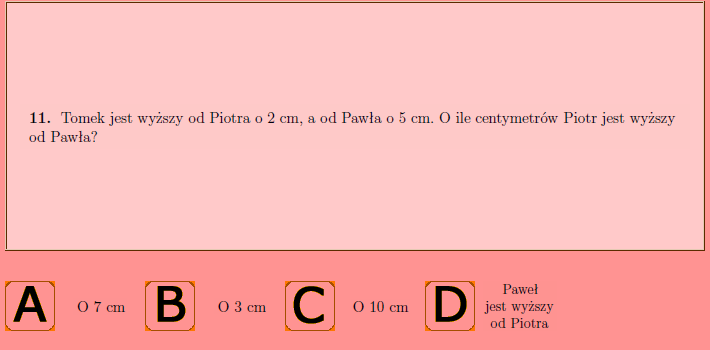 11. Tomek jest wyższy od Piotra o 2 cm, a od Pawła o 5 cm. O ile centymetrów Piotr jest wyższy
od Pawła?
A O 7 cm B O 3 cm C O 10 cm D Paweł
jest wyższy
od Piotra